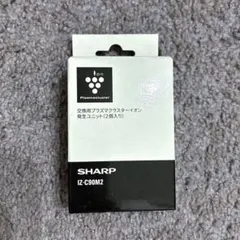 Ion
Plasmacluster
交換用プラズマクラスターイオン
発生ユニット(2個入り)
SHARP
IZ-C90M2